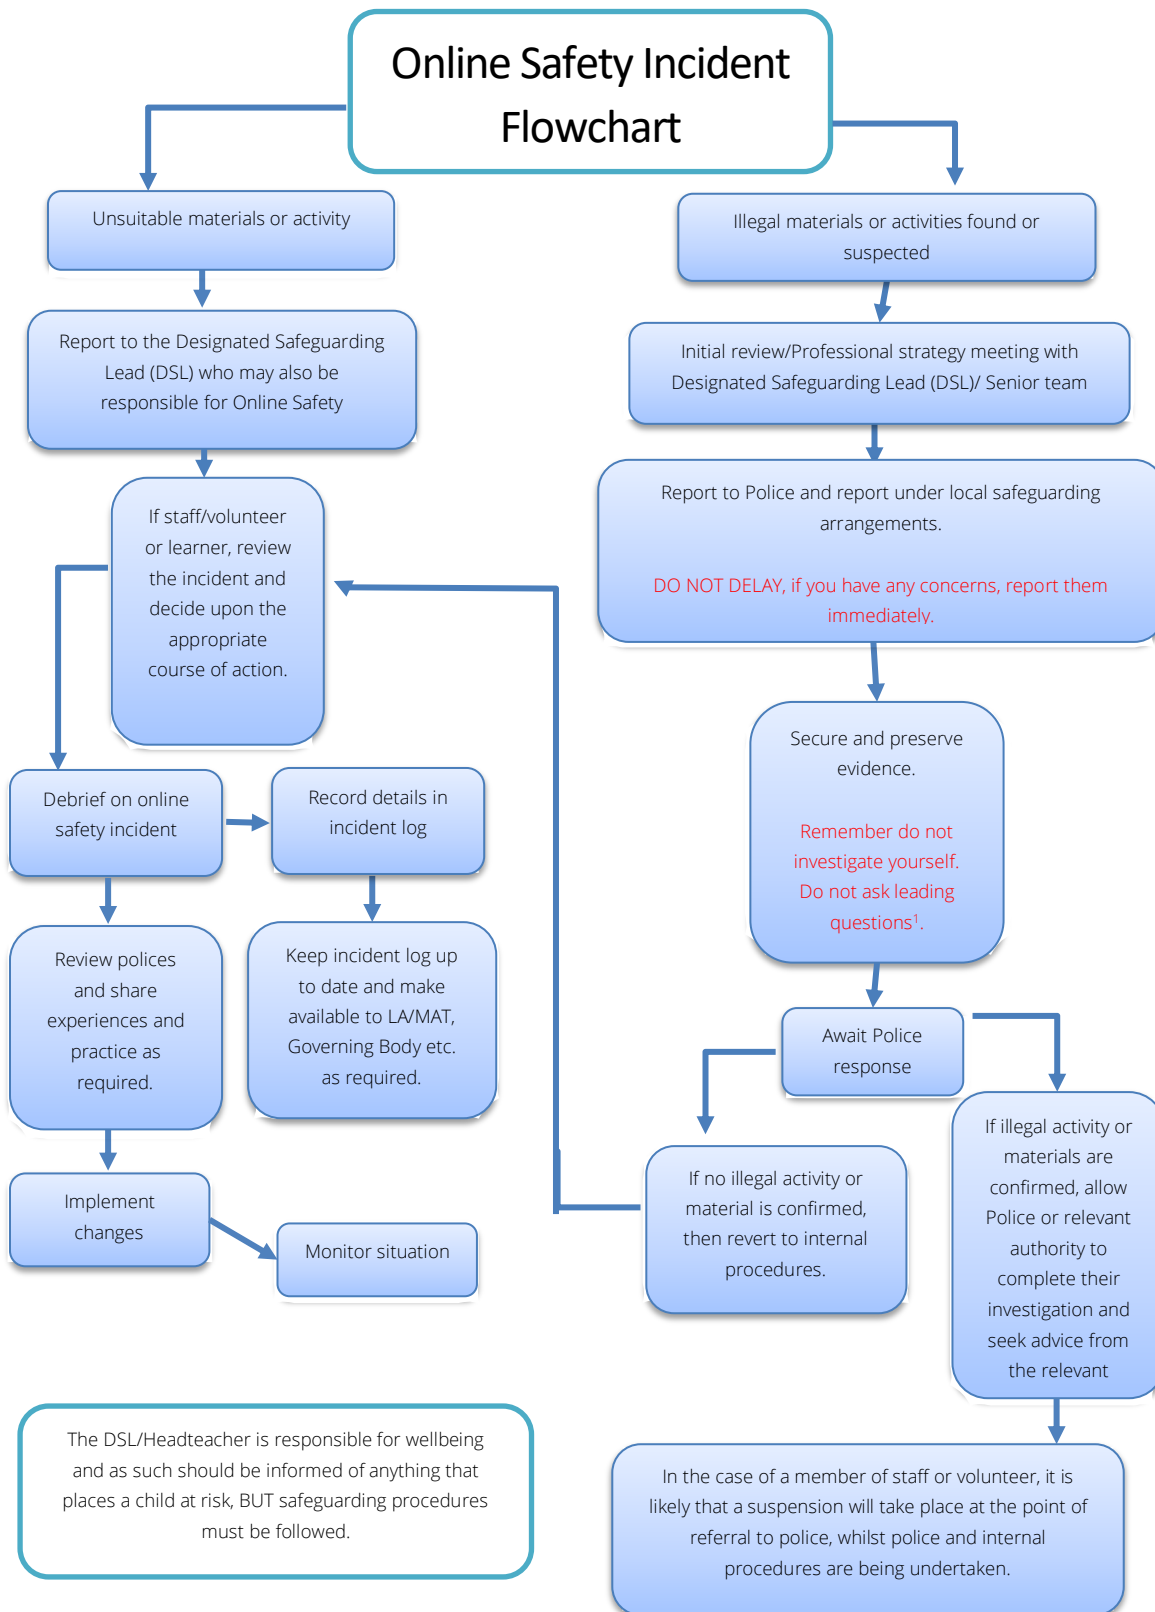 Online Safety Incident
Flowchart
Unsuitable materials or activity
Report to the Designated Safeguarding
Lead (DSL) who may also be
responsible for Online Safety
If staff/volunteer
or learner, review
the incident and
decide upon the
appropriate
course of action.
Debrief on online
safety incident
Record details in
incident log
Review polices
and share
experiences and
practice as
required.
Keep incident log up
to date and make
available to LA/MAT,
Governing Body etc.
as required.
Implement
changes
Monitor situation
Illegal materials or activities found or
suspected
Initial review/Professional strategy meeting with
Designated Safeguarding Lead (DSL)/ Senior team
Report to Police and report under local safeguarding
arrangements.
DO NOT DELAY, if you have any concerns, report them
immediately.
Secure and preserve
evidence.
Remember do not
investigate yourself.
Do not ask leading
questions¹.
Await Police
response
If no illegal activity or
material is confirmed,
then revert to internal
procedures.
If illegal activity or
materials are
confirmed, allow
Police or relevant
authority to
complete their
investigation and
seek advice from
the relevant
In the case of a member of staff or volunteer, it is
likely that a suspension will take place at the point of
referral to police, whilst police and internal
procedures are being undertaken.
The DSL/Headteacher is responsible for wellbeing
and as such should be informed of anything that
places a child at risk, BUT safeguarding procedures
must be followed.